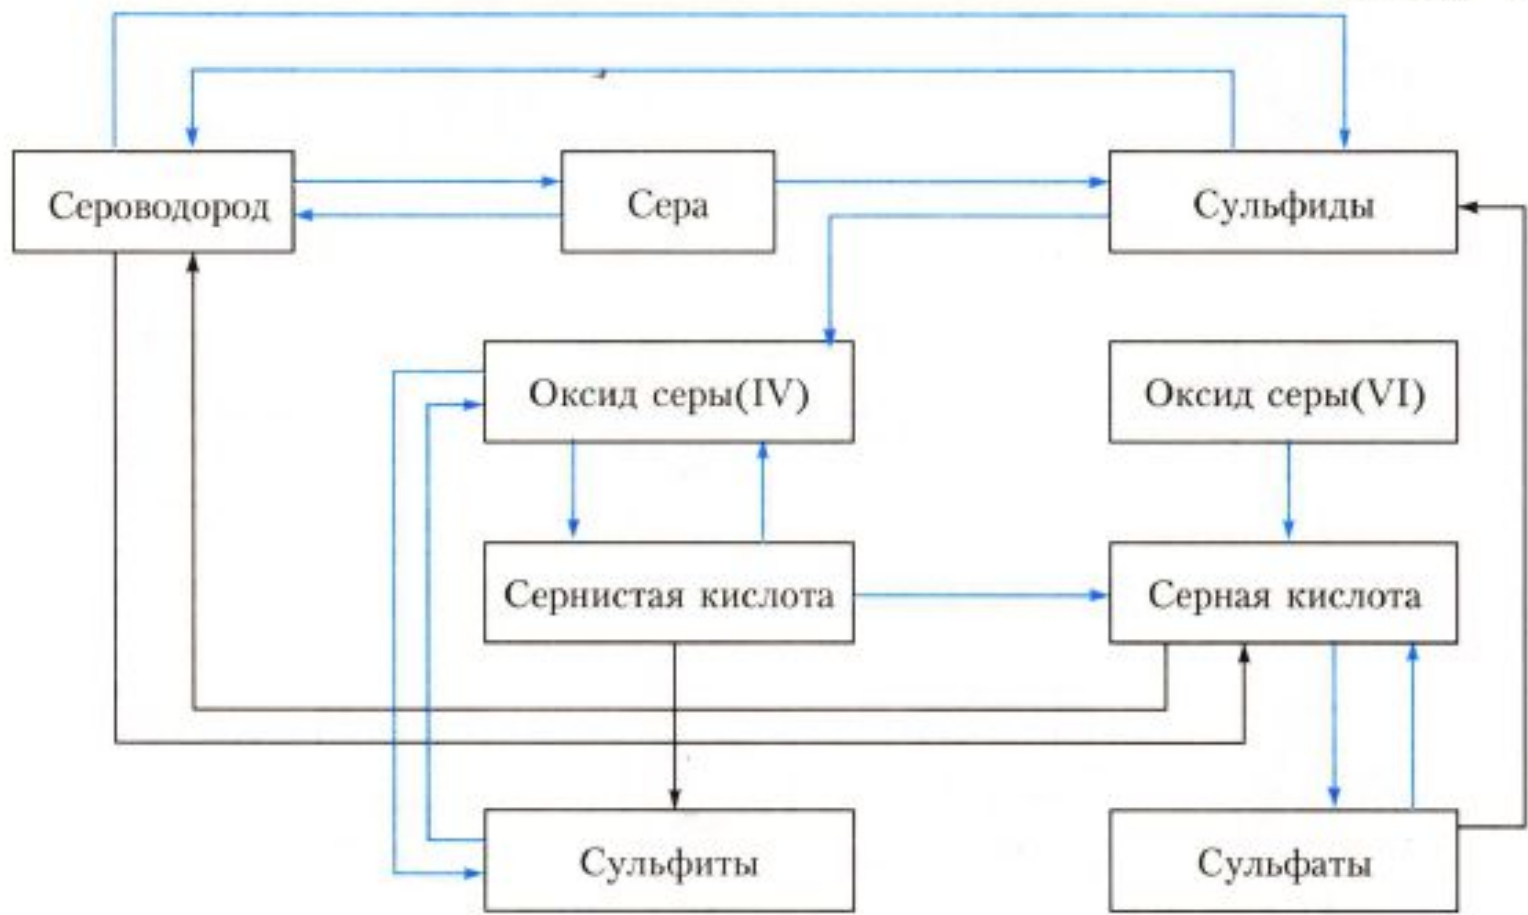 Сероводород
Сера
Сульфиды
Оксид серы(IV)
Оксид серы(VI)
Сернистая кислота
Серная кислота
Сульфиты
Сульфаты